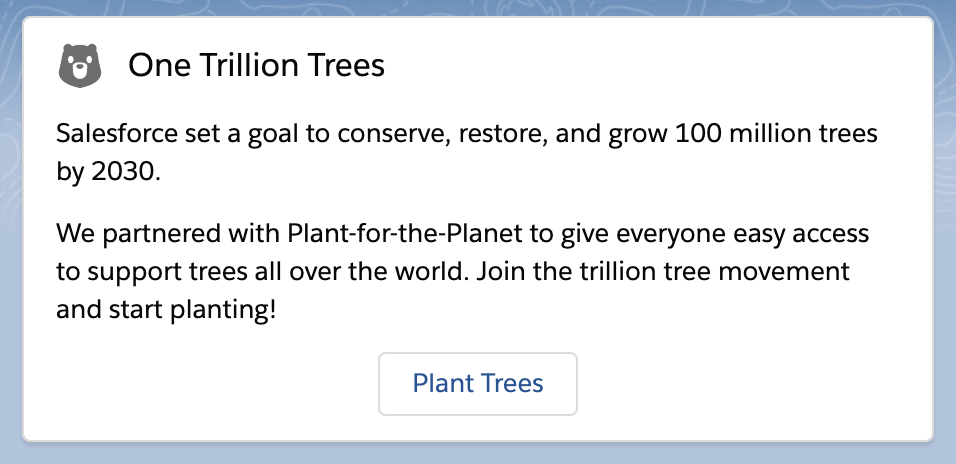 One Trillion Trees
Salesforce set a goal to conserve, restore, and grow 100 million trees
by 2030.
We partnered with Plant-for-the-Planet to give everyone easy access
to support trees all over the world. Join the trillion tree movement
and start planting!
Plant Trees